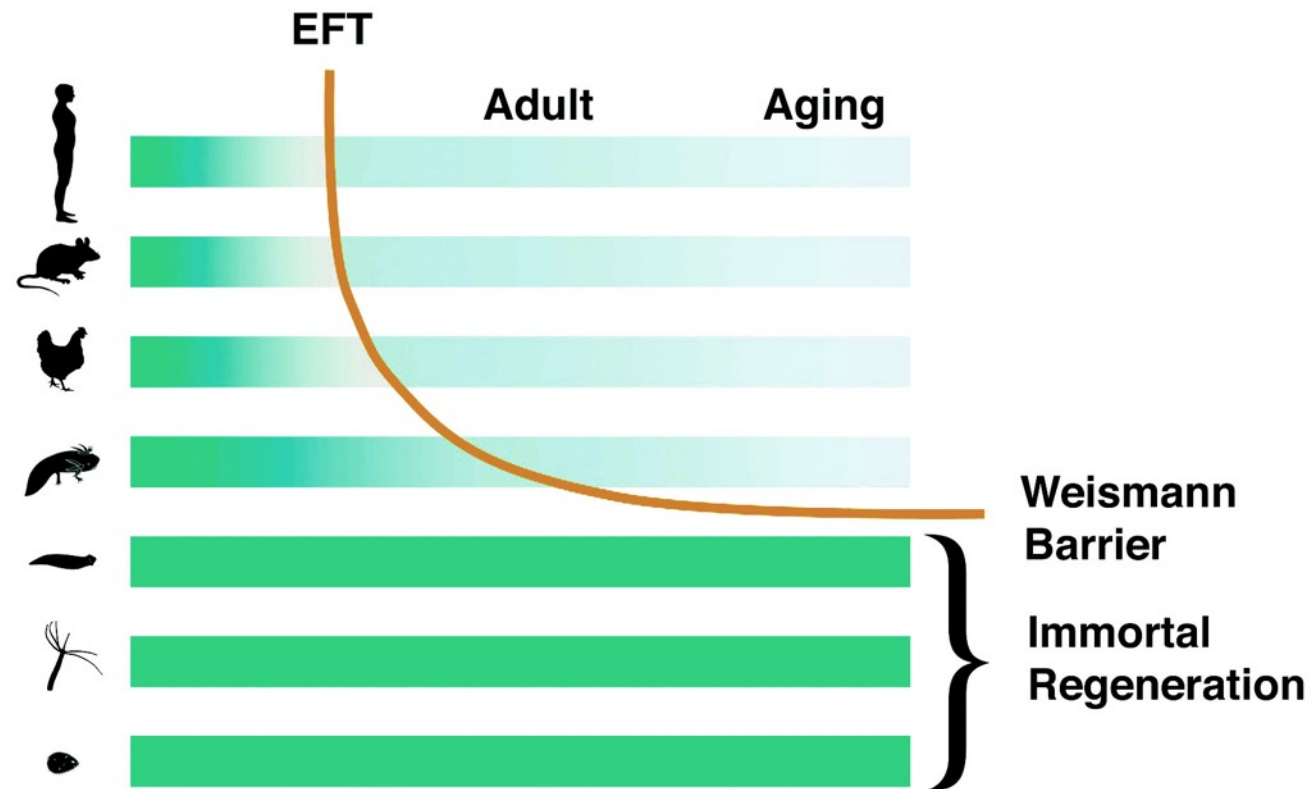 EFT
Adult
Aging
Weismann
Barrier
Immortal
Regeneration